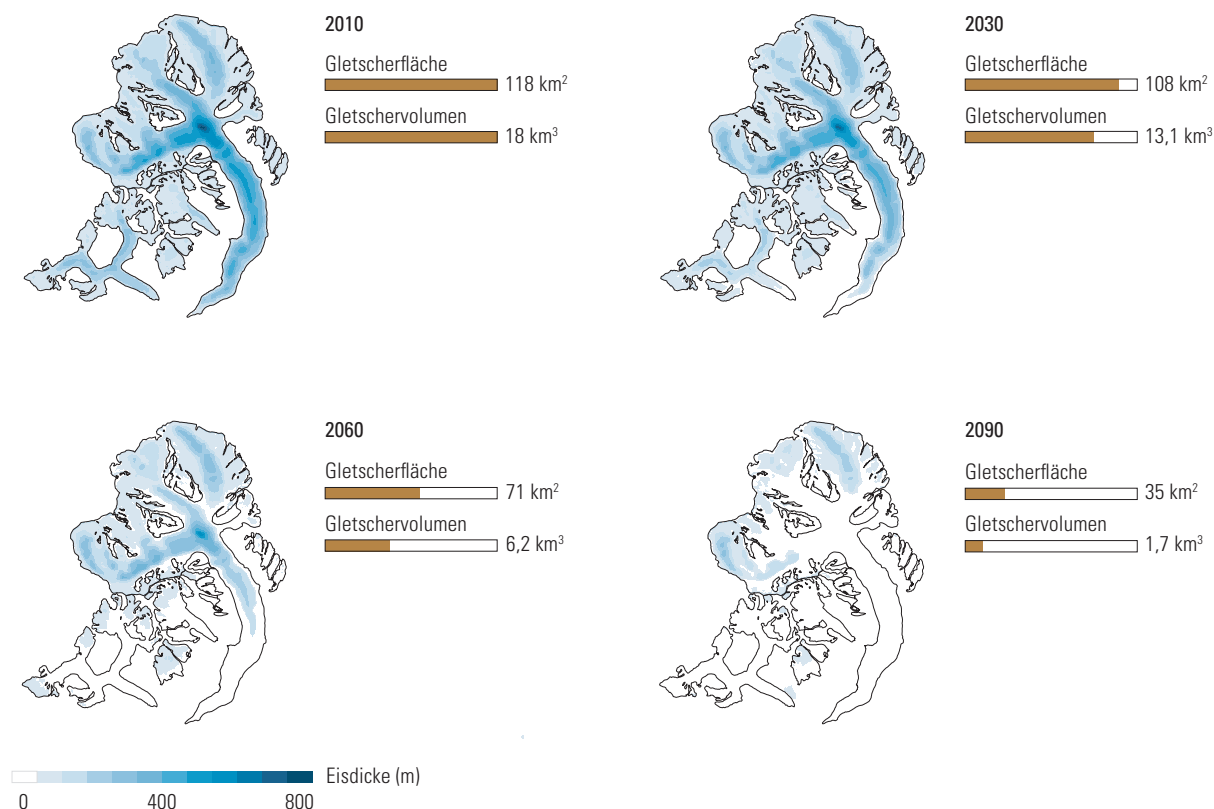 2010
Gletscherfläche
118 km²
Gletschervolumen
18 km³
2030
Gletscherfläche
108 km²
Gletschervolumen
13,1 km³
2060
Gletscherfläche
71 km²
Gletschervolumen
6,2 km³
2090
Gletscherfläche
35 km²
Gletschervolumen
1,7 km³
Eisdicke (m)
0 400 800